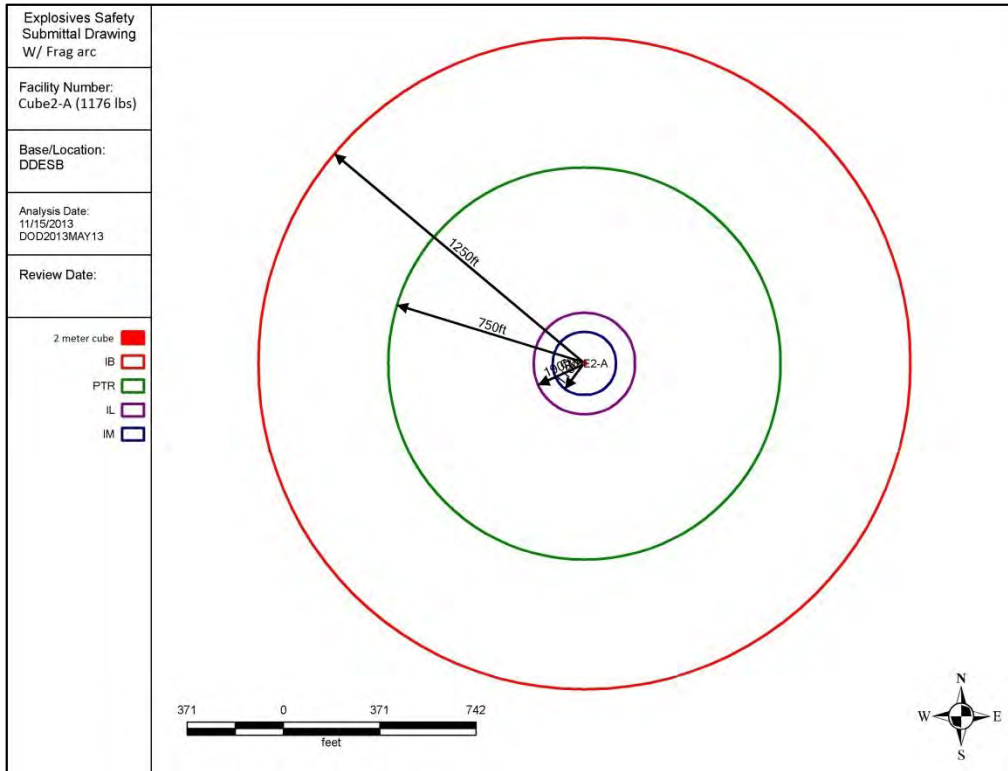 Explosives Safety
Submittal Drawing
W/ Frag arc
Facility Number:
Cube2-A (1176 lbs)
Base/Location:
DDESB
Analysis Date:
11/15/2013
DOD2013MAY13
Review Date:
2 meter cube
IB
PTR
IL
IM
1250ft
750ft
371 0 371 742
feet
N
W E
S